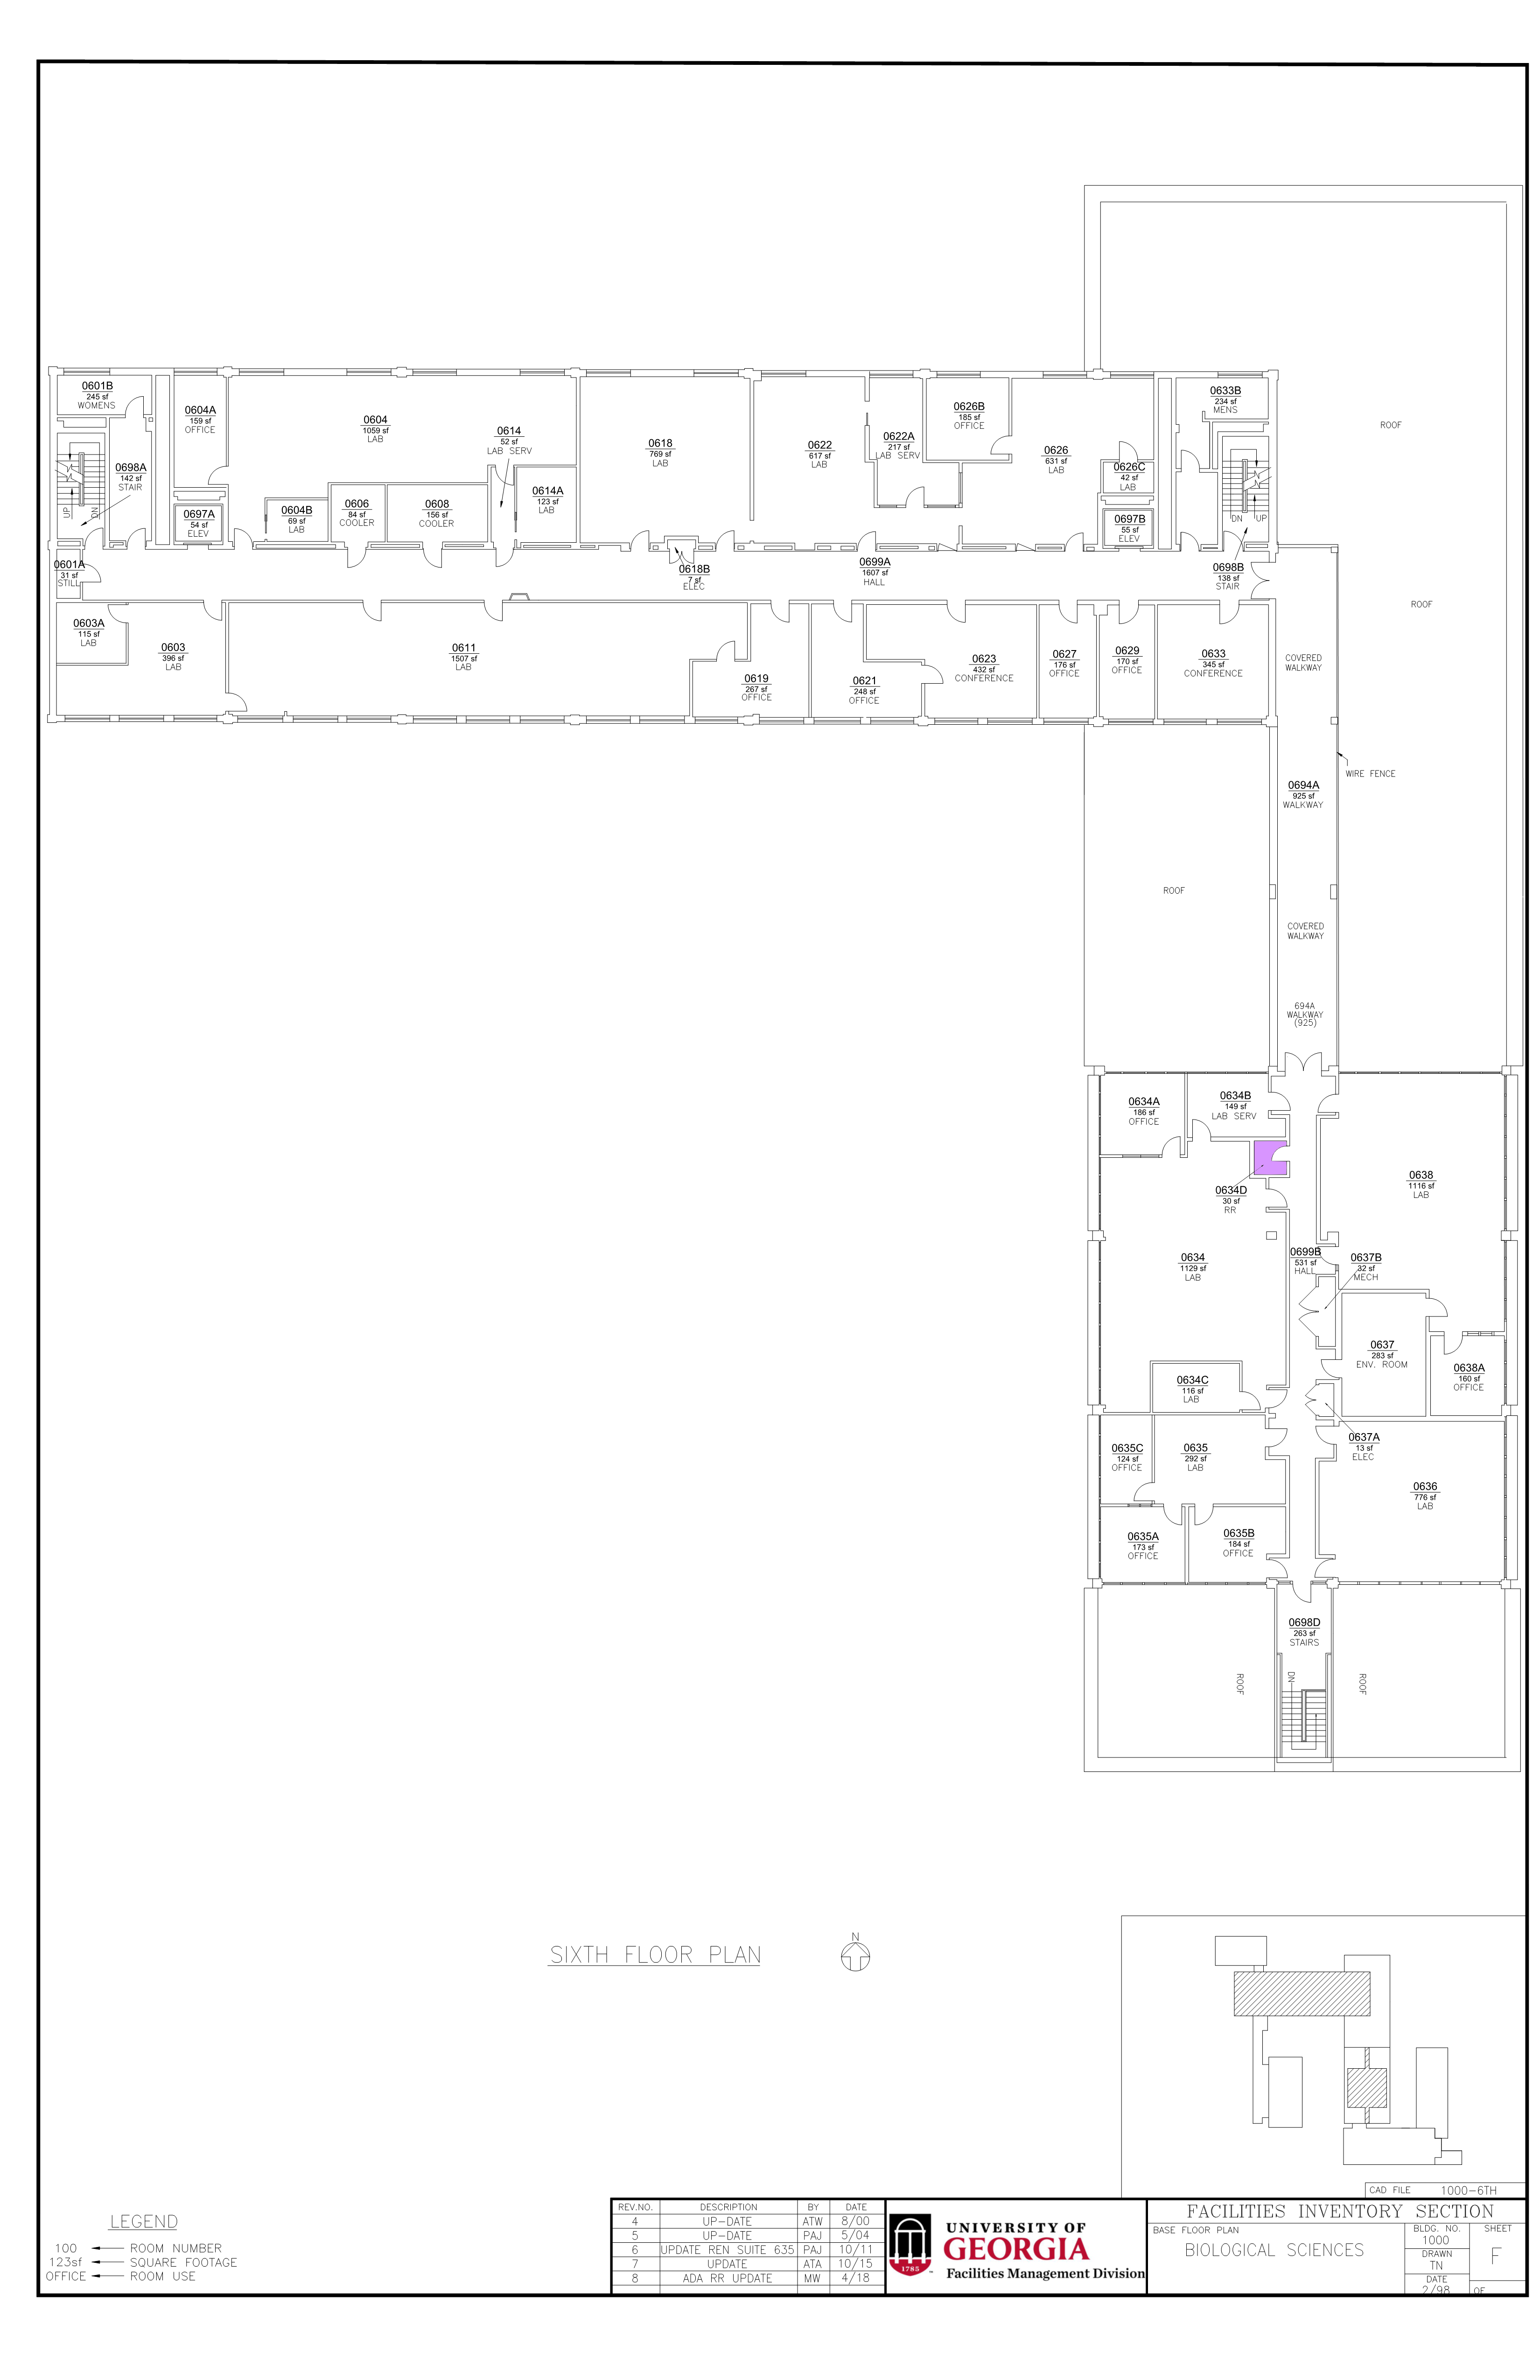 ROOF
0601B
245 sf
WOMENS
0604A
159 sf
OFFICE
0604
1059 sf
LAB
0614
52 sf
LAB SERV
0618
769 sf
LAB
0622
617 sf
LAB
0622A
217 sf
LAB SERV
0626B
185 sf
OFFICE
0626
631 sf
LAB
0626C
42 sf
LAB
0633B
234 sf
MENS
0698A
142 sf
STAIR
UP
DN
0697A
54 sf
ELEV
0604B
69 sf
LAB
0606
84 sf
COOLER
0608
156 sf
COOLER
0614A
123 sf
LAB
0697B
55 sf
ELEV
DN
UP
0601A
31 sf
STILL
0618B
7 sf
ELEC
0699A
1607 sf
HALL
0698B
138 sf
STAIR
ROOF
0603A
115 sf
LAB
0603
396 sf
LAB
0611
1507 sf
LAB
0619
267 sf
OFFICE
0621
248 sf
OFFICE
0623
432 sf
CONFERENCE
0627
176 sf
OFFICE
0629
170 sf
OFFICE
0633
345 sf
CONFERENCE
COVERED
WALKWAY
WIRE FENCE
0694A
925 sf
WALKWAY
ROOF
COVERED
WALKWAY
694A
WALKWAY
(925)
0634A
186 sf
OFFICE
0634B
149 sf
LAB SERV
0634D
30 sf
RR
0638
1116 sf
LAB
0634
1129 sf
LAB
0699B
531 sf
HALL
0637B
32 sf
MECH
0637
283 sf
ENV. ROOM
0638A
160 sf
OFFICE
0634C
116 sf
LAB
0635C
124 sf
OFFICE
0635
292 sf
LAB
0637A
13 sf
ELEC
0636
776 sf
LAB
0635A
173 sf
OFFICE
0635B
184 sf
OFFICE
0698D
263 sf
STAIRS
ROOF
DN
ROOF
SIXTH FLOOR PLAN
N
CAD FILE 1000-6TH
LEGEND
100 ROOM NUMBER
123sf SQUARE FOOTAGE
OFFICE ROOM USE
REV.NO. DESCRIPTION BY DATE
4 UP-DATE ATW 8/00
5 UP-DATE PAJ 5/04
6 UPDATE REN SUITE 635 PAJ 10/11
7 UPDATE ATA 10/15
8 ADA RR UPDATE MW 4/18
1785
UNIVERSITY OF
GEORGIA
Facilities Management Division
FACILITIES INVENTORY SECTION
BASE FLOOR PLAN
BIOLOGICAL SCIENCES
BLDG. NO.
1000
DRAWN
TN
DATE
2/98
SHEET
F
OF